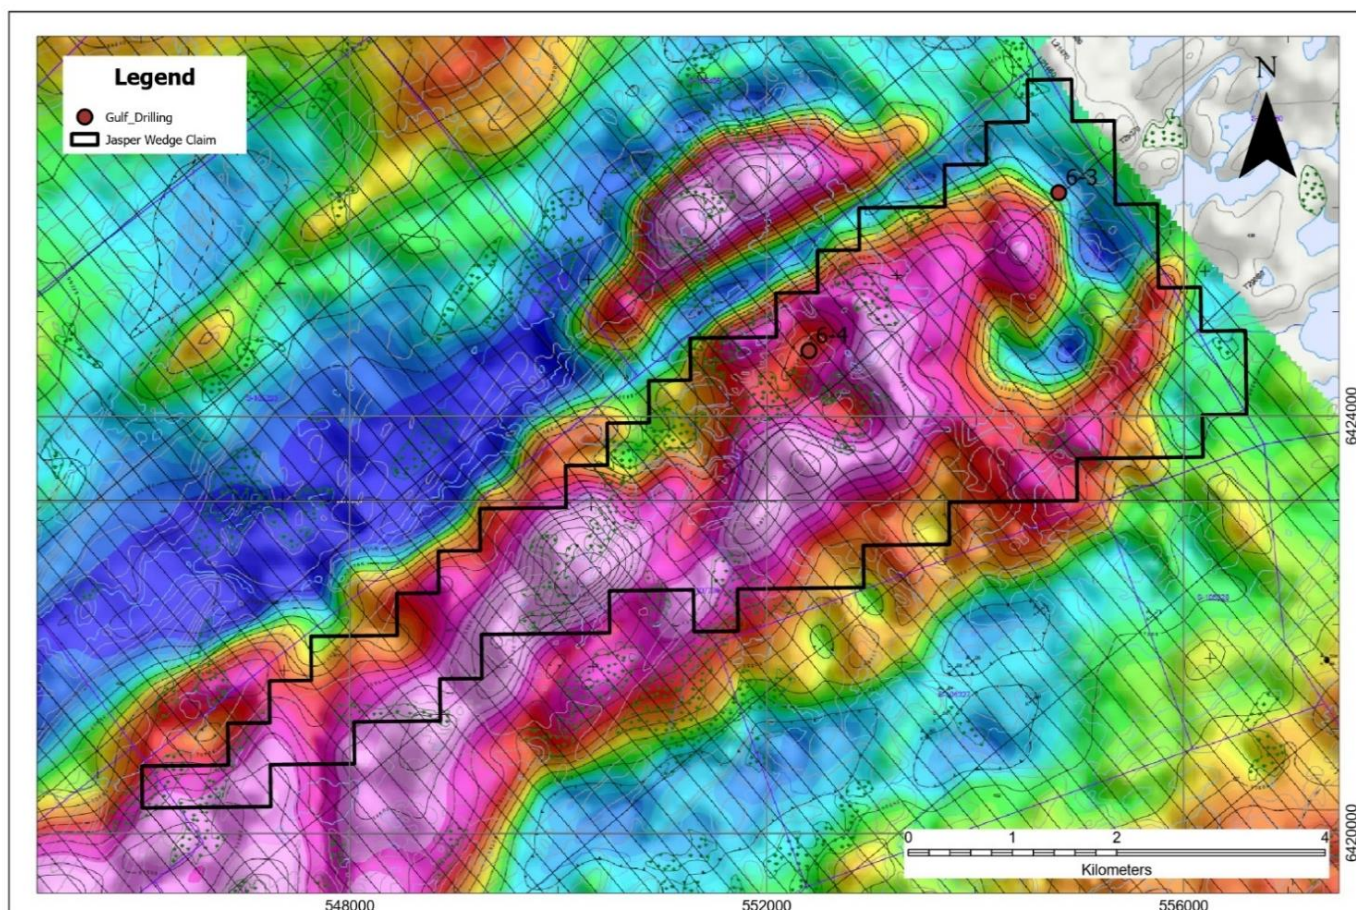 Legend
Gulf_Drilling
Jasper Wedge Claim
N
6-3
6-4
6424000
6420000
0 1 2 4
Kilometers
548000 552000 556000